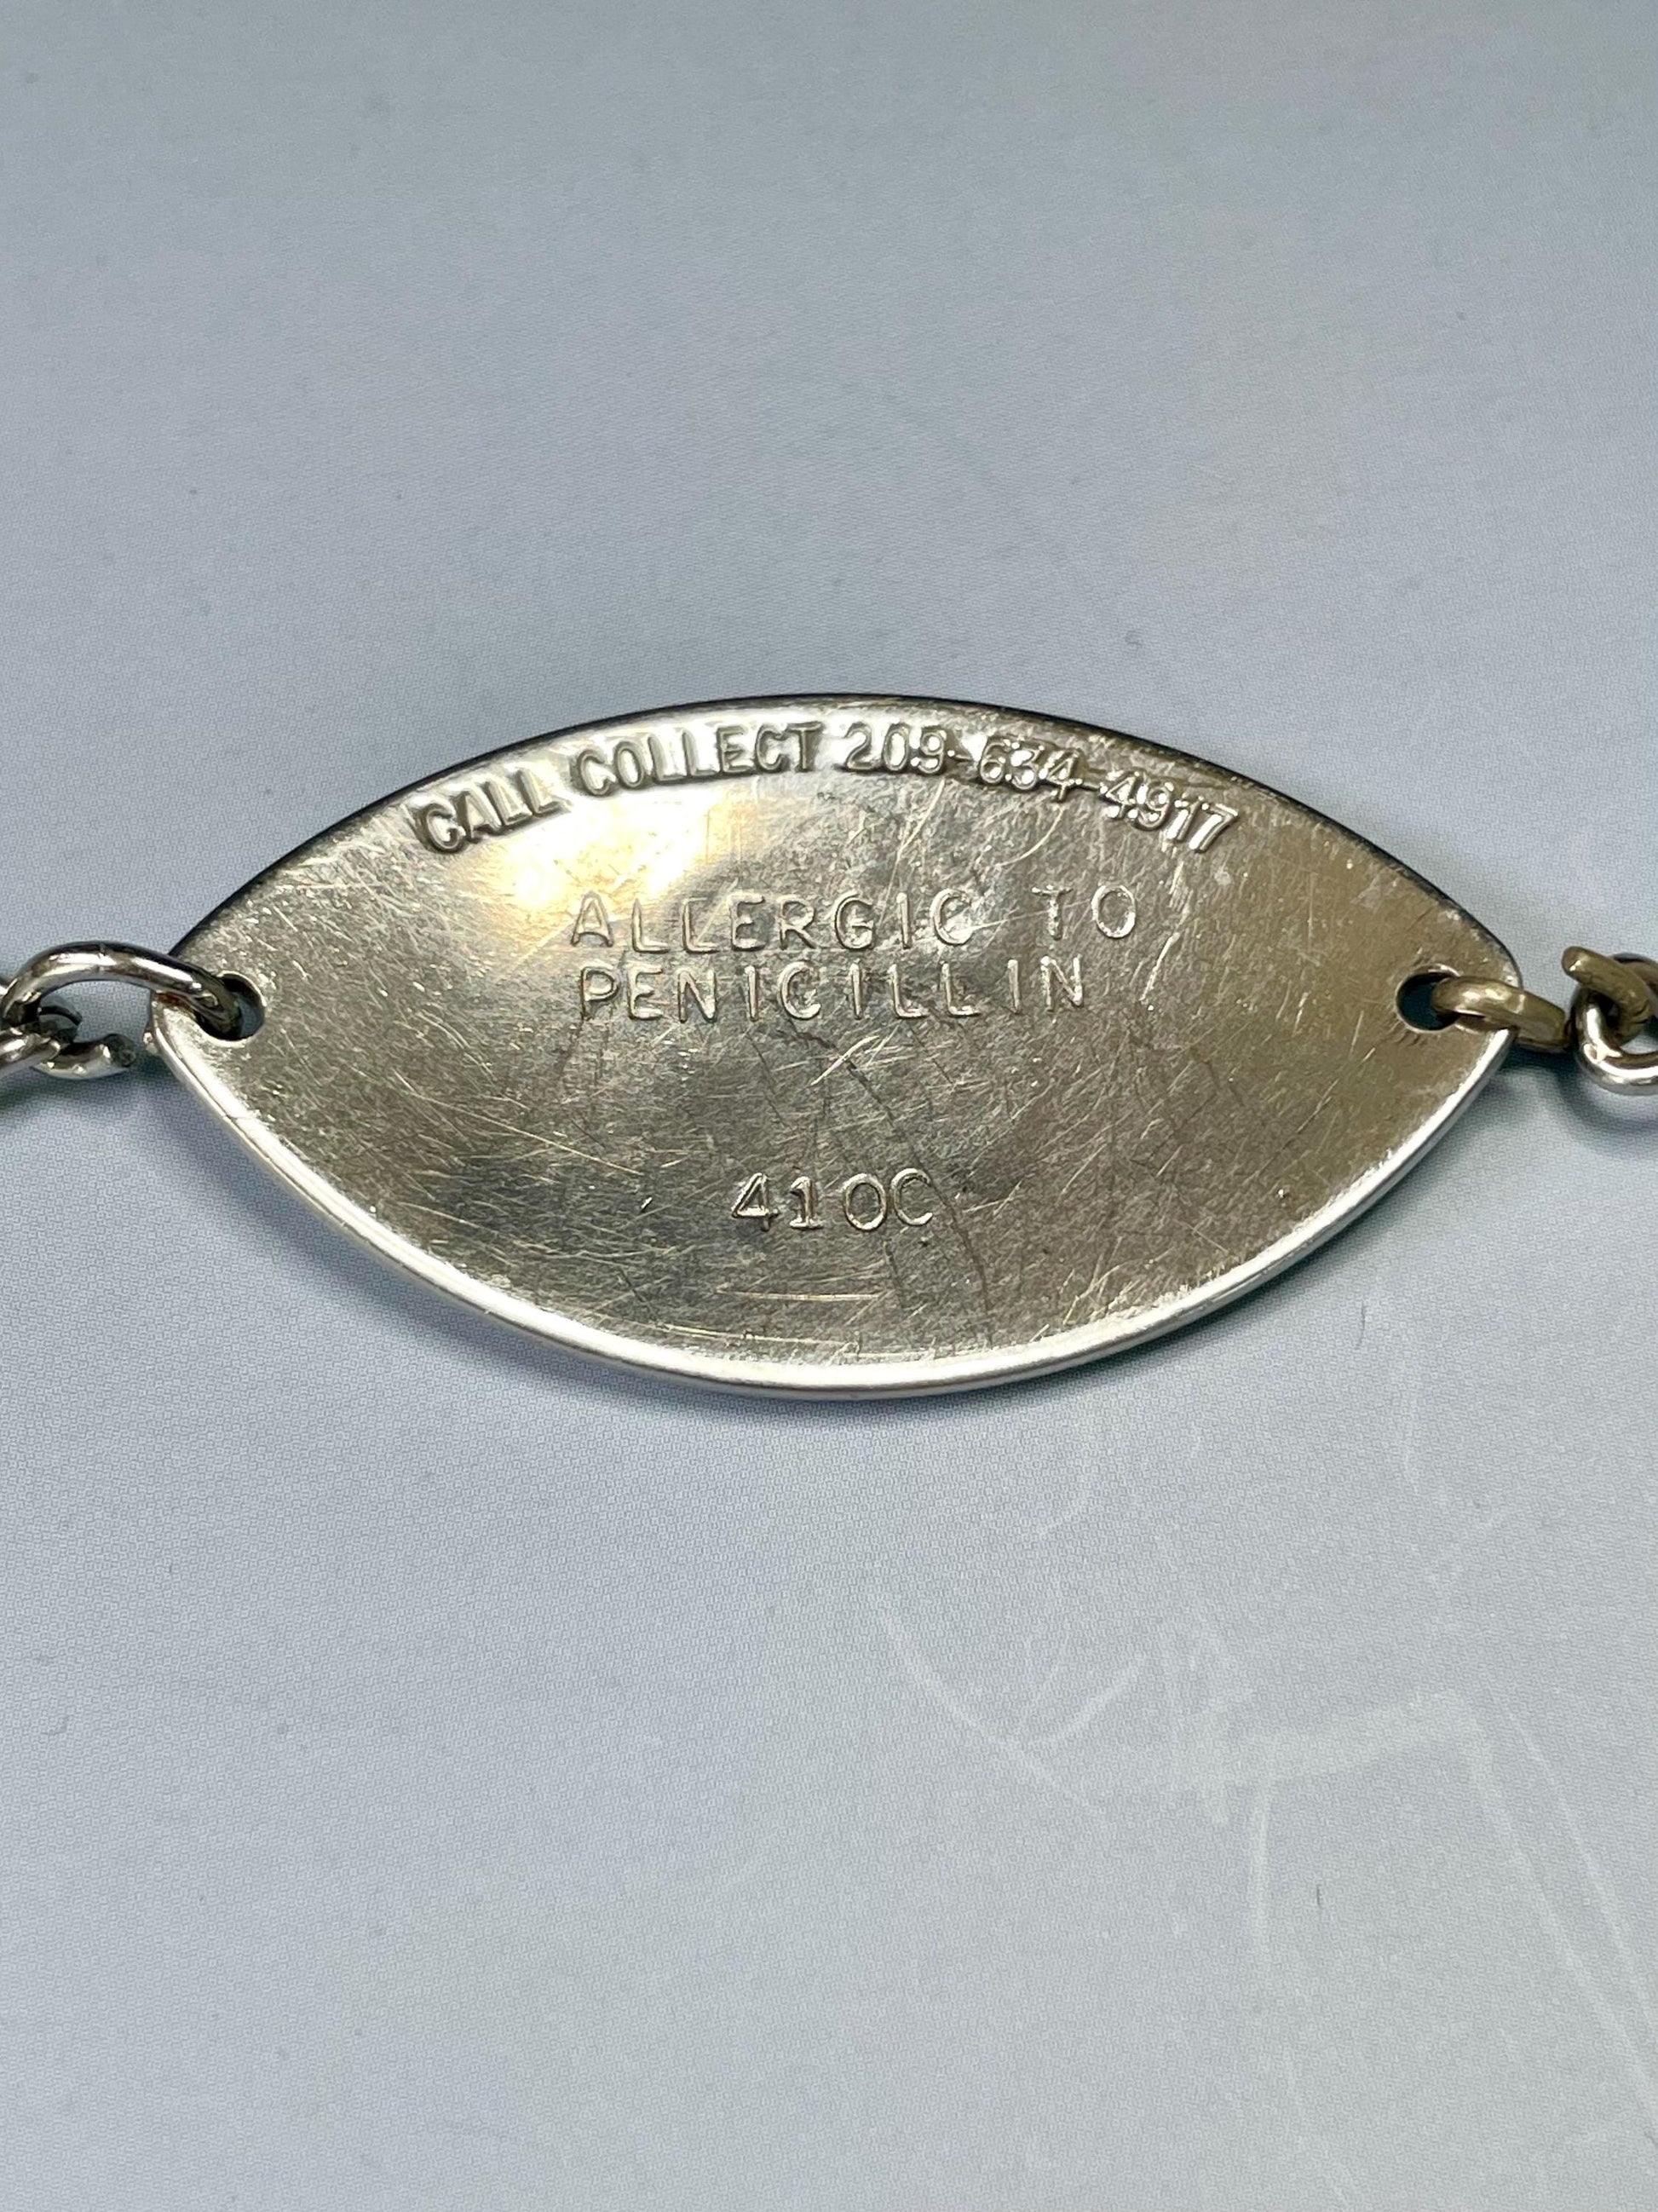 CALL COLLECT 209-634-4917
ALLERGIC TO
PENICILLIN
410C